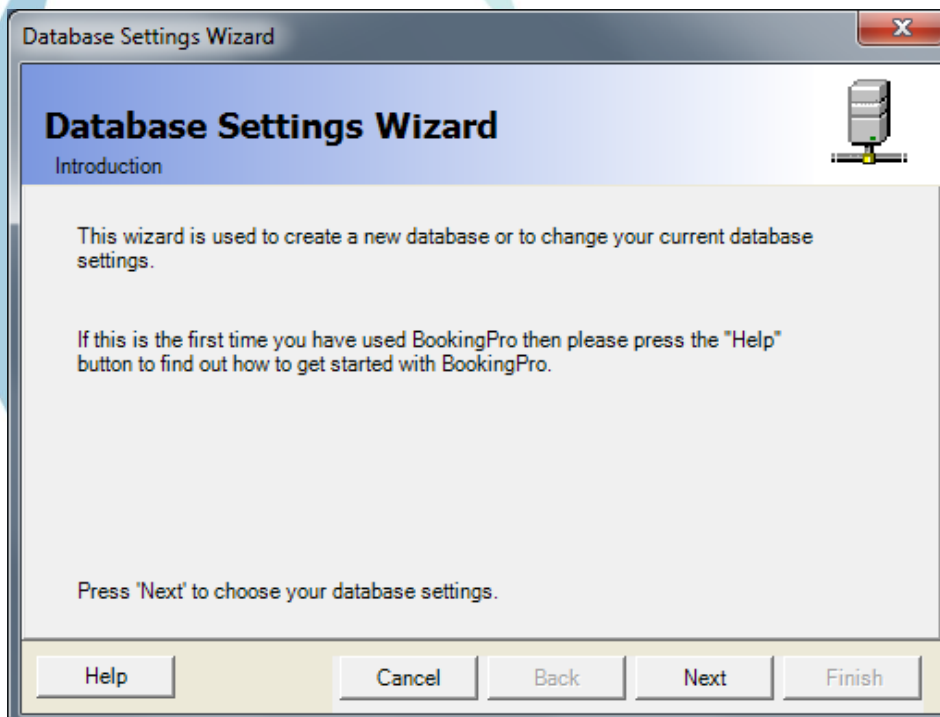 Database Settings Wizard
Database Settings Wizard
Introduction
This wizard is used to create a new database or to change your current database
settings.
If this is the first time you have used BookingPro then please press the "Help"
button to find out how to get started with BookingPro.
Press 'Next' to choose your database settings.
Help Cancel Back Next Finish